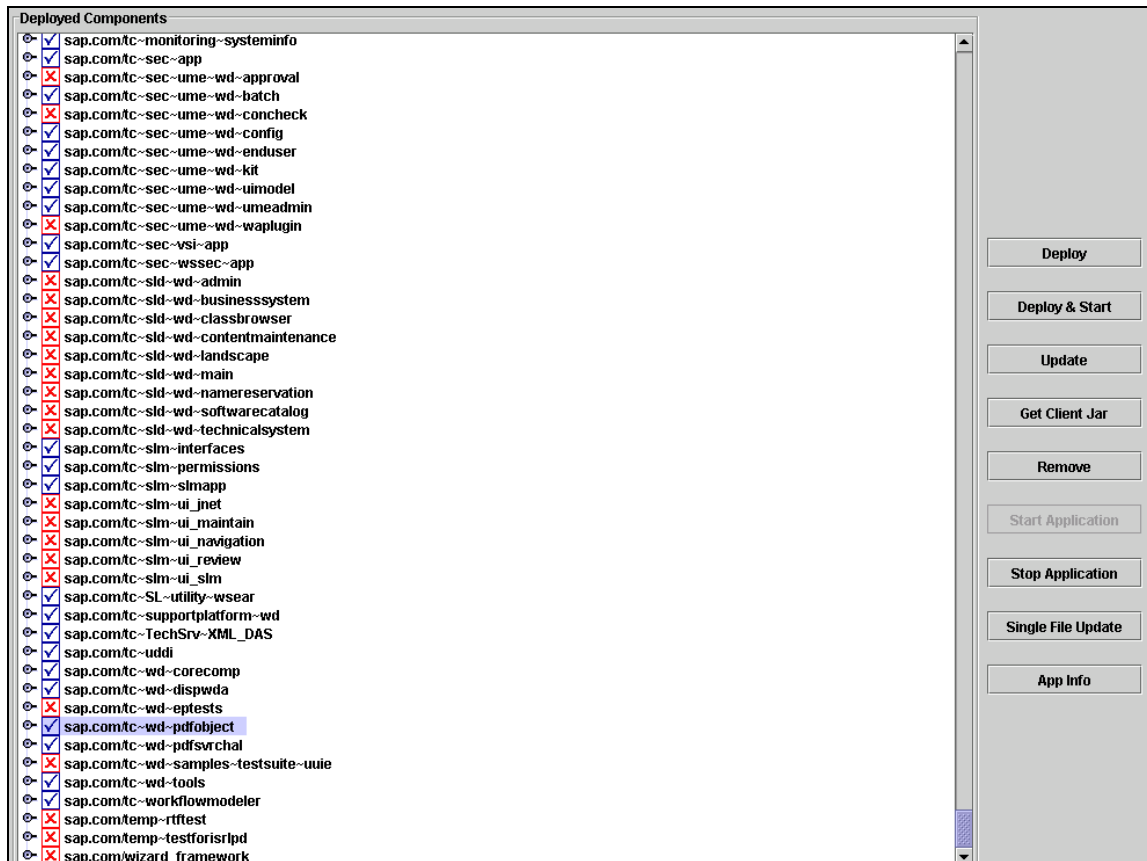 Deployed Components
sap.com/tc~monitoring~systeminfo
sap.com/tc~sec~app
sap.com/tc~sec~ume~wd~approval
sap.com/tc~sec~ume~wd~batch
sap.com/tc~sec~ume~wd~concheck
sap.com/tc~sec~ume~wd~config
sap.com/tc~sec~ume~wd~enduser
sap.com/tc~sec~ume~wd~kit
sap.com/tc~sec~ume~wd~uimodel
sap.com/tc~sec~ume~wd~umeadmin
sap.com/tc~sec~ume~wd~waplugin
sap.com/tc~sec~vsi~app
sap.com/tc~sec~wssec~app
sap.com/tc~sld~wd~admin
sap.com/tc~sld~wd~businesssystem
sap.com/tc~sld~wd~classbrowser
sap.com/tc~sld~wd~contentmaintenance
sap.com/tc~sld~wd~landscape
sap.com/tc~sld~wd~main
sap.com/tc~sld~wd~namereservation
sap.com/tc~sld~wd~softwarecatalog
sap.com/tc~sld~wd~technicalsystem
sap.com/tc~slm~interfaces
sap.com/tc~slm~permissions
sap.com/tc~slm~slmapp
sap.com/tc~slm~ui_jnet
sap.com/tc~slm~ui_maintain
sap.com/tc~slm~ui_navigation
sap.com/tc~slm~ui_review
sap.com/tc~slm~ui_slm
sap.com/tc~SL~utility~wsear
sap.com/tc~supportplatform~wd
sap.com/tc~TechSrv~XML_DAS
sap.com/tc~uddi
sap.com/tc~wd~corecomp
sap.com/tc~wd~dispwda
sap.com/tc~wd~eptests
sap.com/tc~wd~pdfobject
sap.com/tc~wd~pdfsvrchal
sap.com/tc~wd~samples~testsuite~uuie
sap.com/tc~wd~tools
sap.com/tc~workflowmodeler
sap.com/temp~rtftest
sap.com/temp~testforisrlpd
sap.com/wizard_framework
Deploy
Deploy & Start
Update
Get Client Jar
Remove
Start Application
Stop Application
Single File Update
App Info